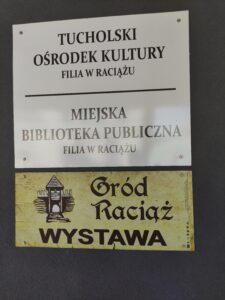 TUCHOLSKI
OŚRODEK KULTURY
FILIA W RACIĄŻU
MIEJSKA
BIBLIOTEKA PUBLICZNA
FILIA W RACIĄŻU
Gród
Raciąż
WYSTAWA